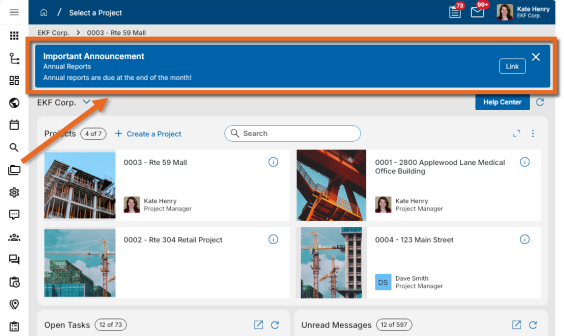 / Select a Project
73
99+
Kate Henry
EKF Corp.
EKF Corp. > 0003 - Rte 59 Mall
Important Announcement
Annual Reports
Annual reports are due at the end of the month!
Link
EKF Corp.
Help Center
Projects 4 of 7 + Create a Project
Search
0003 - Rte 59 Mall
Kate Henry
Project Manager
0001 - 2800 Applewood Lane Medical
Office Building
Kate Henry
Project Manager
0002 - Rte 304 Retail Project
0004 - 123 Main Street
DS
Dave Smith
Project Manager
Open Tasks 12 of 73
Unread Messages 12 of 597